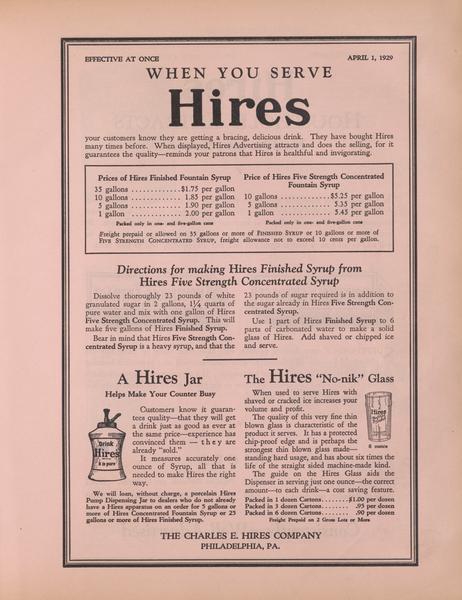 EFFECTIVE AT ONCE
APRIL 1, 1929
WHEN YOU SERVE
Hires
your customers know they are getting a bracing, delicious drink. They have bought Hires
many times before. When displayed, Hires Advertising attracts and does the selling, for it
guarantees the quality—reminds your patrons that Hires is healthful and invigorating.
Prices of Hires Finished Fountain Syrup
35 gallons ............$1.75 per gallon
10 gallons ............ 1.85 per gallon
5 gallons ............ 1.90 per gallon
1 gallon ............ 2.00 per gallon
Packed only in one- and five-gallon cans
Price of Hires Five Strength Concentrated
Fountain Syrup
10 gallons ............$5.25 per gallon
5 gallons ............ 5.35 per gallon
1 gallon ............ 5.45 per gallon
Packed only in one- and five-gallon cans
Freight prepaid or allowed on 35 gallons or more of FINISHED SYRUP or 10 gallons or more of
FIVE STRENGTH CONCENTRATED SYRUP, freight allowance not to exceed 10 cents per gallon.
Directions for making Hires Finished Syrup from
Hires Five Strength Concentrated Syrup
Dissolve thoroughly 23 pounds of white
granulated sugar in 2 gallons, 1¼ quarts of
pure water and mix with one gallon of Hires
Five Strength Concentrated Syrup. This will
make five gallons of Hires Finished Syrup.
Bear in mind that Hires Five Strength Con-
centrated Syrup is a heavy syrup, and that the
23 pounds of sugar required is in addition to
the sugar already in Hires Five Strength Con-
centrated Syrup.
Use 1 part of Hires Finished Syrup to 6
parts of carbonated water to make a solid
glass of Hires. Add shaved or chipped ice
and serve.
A Hires Jar
Helps Make Your Counter Busy
Drink
Hires
it is pure
Customers know it guaran-
tees quality—that they will get
a drink just as good as ever at
the same price—experience has
convinced them — they are
already "sold."
It measures accurately one
ounce of Syrup, all that is
needed to make Hires the right
way.
We will loan, without charge, a porcelain Hires
Pump Dispensing Jar to dealers who do not already
have a Hires apparatus on an order for 5 gallons or
more of Hires Concentrated Fountain Syrup or 25
gallons or more of Hires Finished Syrup.
The Hires "No-nik" Glass
When used to serve Hires with
shaved or cracked ice increases your
volume and profit.
The quality of this very fine thin
blown glass is characteristic of the
product it serves. It has a protected
chip-proof edge and is perhaps the
strongest thin blown glass made—
standing hard usage, and has about six times the
life of the straight sided machine-made kind.
The guide on the Hires Glass aids the
Dispenser in serving just one ounce—the correct
amount—to each drink—a cost saving feature.
Hires
8 ounce
Packed in 1 dozen Cartons......$1.00 per dozen
Packed in 3 dozen Cartons...... .95 per dozen
Packed in 6 dozen Cartons...... .90 per dozen
Freight Prepaid on 2 Gross Lots or More
THE CHARLES E. HIRES COMPANY
PHILADELPHIA, PA.